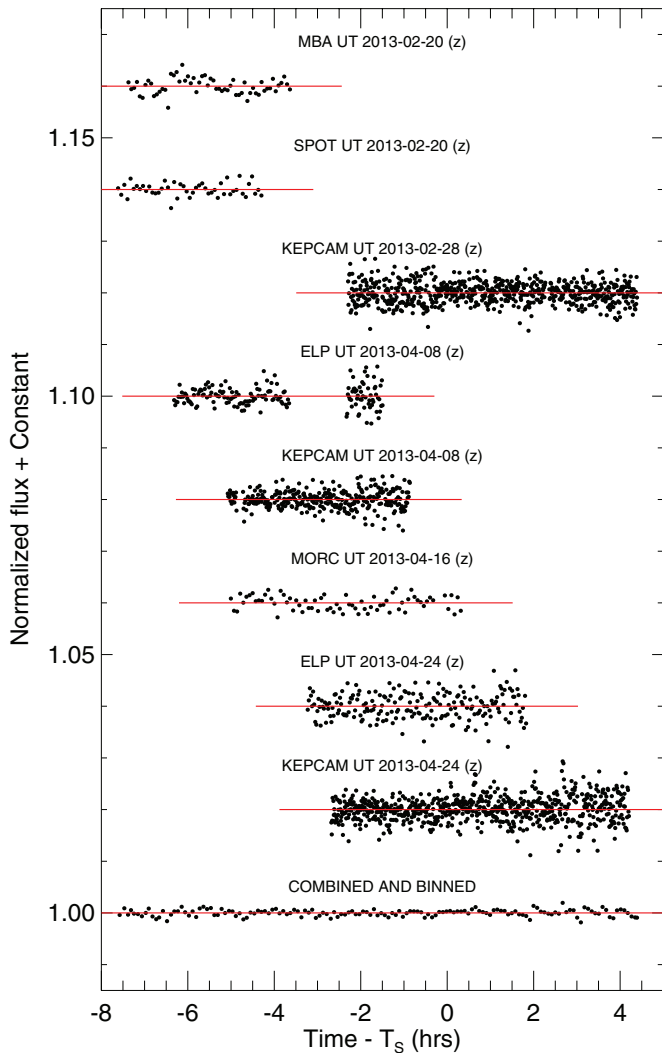 MBA UT 2013-02-20 (z)
1.15
SPOT UT 2013-02-20 (z)
KEPCAM UT 2013-02-28 (z)
ELP UT 2013-04-08 (z)
1.10
KEPCAM UT 2013-04-08 (z)
MORC UT 2013-04-16 (z)
1.05
ELP UT 2013-04-24 (z)
KEPCAM UT 2013-04-24 (z)
COMBINED AND BINNED
1.00
Normalized flux + Constant
-8 -6 -4 -2 0 2 4
Time - T_S (hrs)